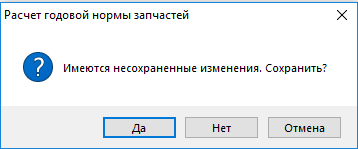 Расчет годовой нормы запчастей
Имеются несохраненные изменения. Сохранить?
Да
Нет
Отмена